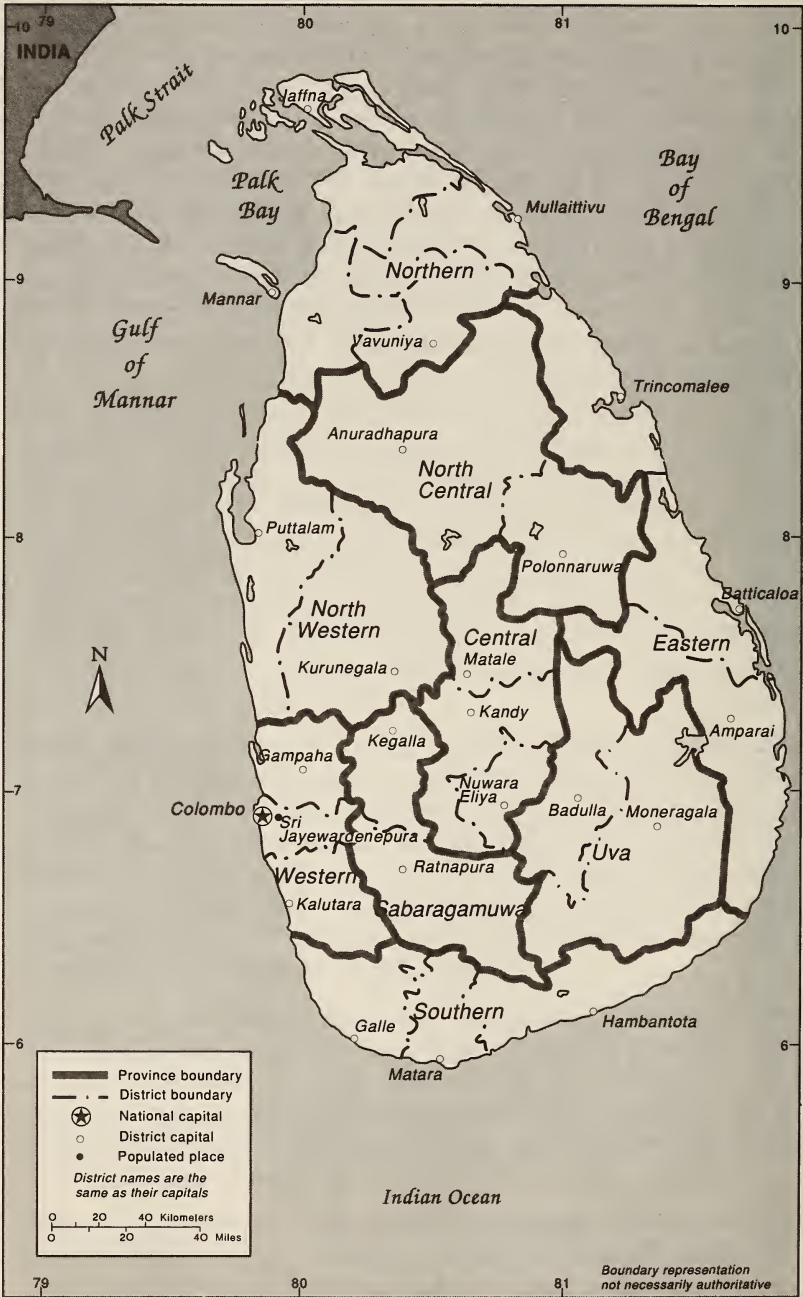 79
80
81
10
10
INDIA
Palk Strait
Jaffna
Palk
Bay
Bay
of
Bengal
Mullaittivu
9
9
Northern
Mannar
Gulf
of
Mannar
Vavuniya
Trincomalee
Anuradhapura
North
Central
8
8
Puttalam
Polonnaruwa
Batticaloa
North
Western
Central
Eastern
N
Kurunegala
Matale
Kandy
Amparai
Kegalla
Gampaha
7
7
Nuwara
Eliya
Badulla
Moneragala
Colombo
Sri
Jayewardenepura
Uva
Ratnapura
Western
Kalutara
Sabaragamuwa
Southern
Galle
Hambantota
6
6
Matara
Province boundary
District boundary
National capital
District capital
Populated place
District names are the
same as their capitals
0 20 40 Kilometers
0 20 40 Miles
Indian Ocean
Boundary representation
not necessarily authoritative
79
80
81